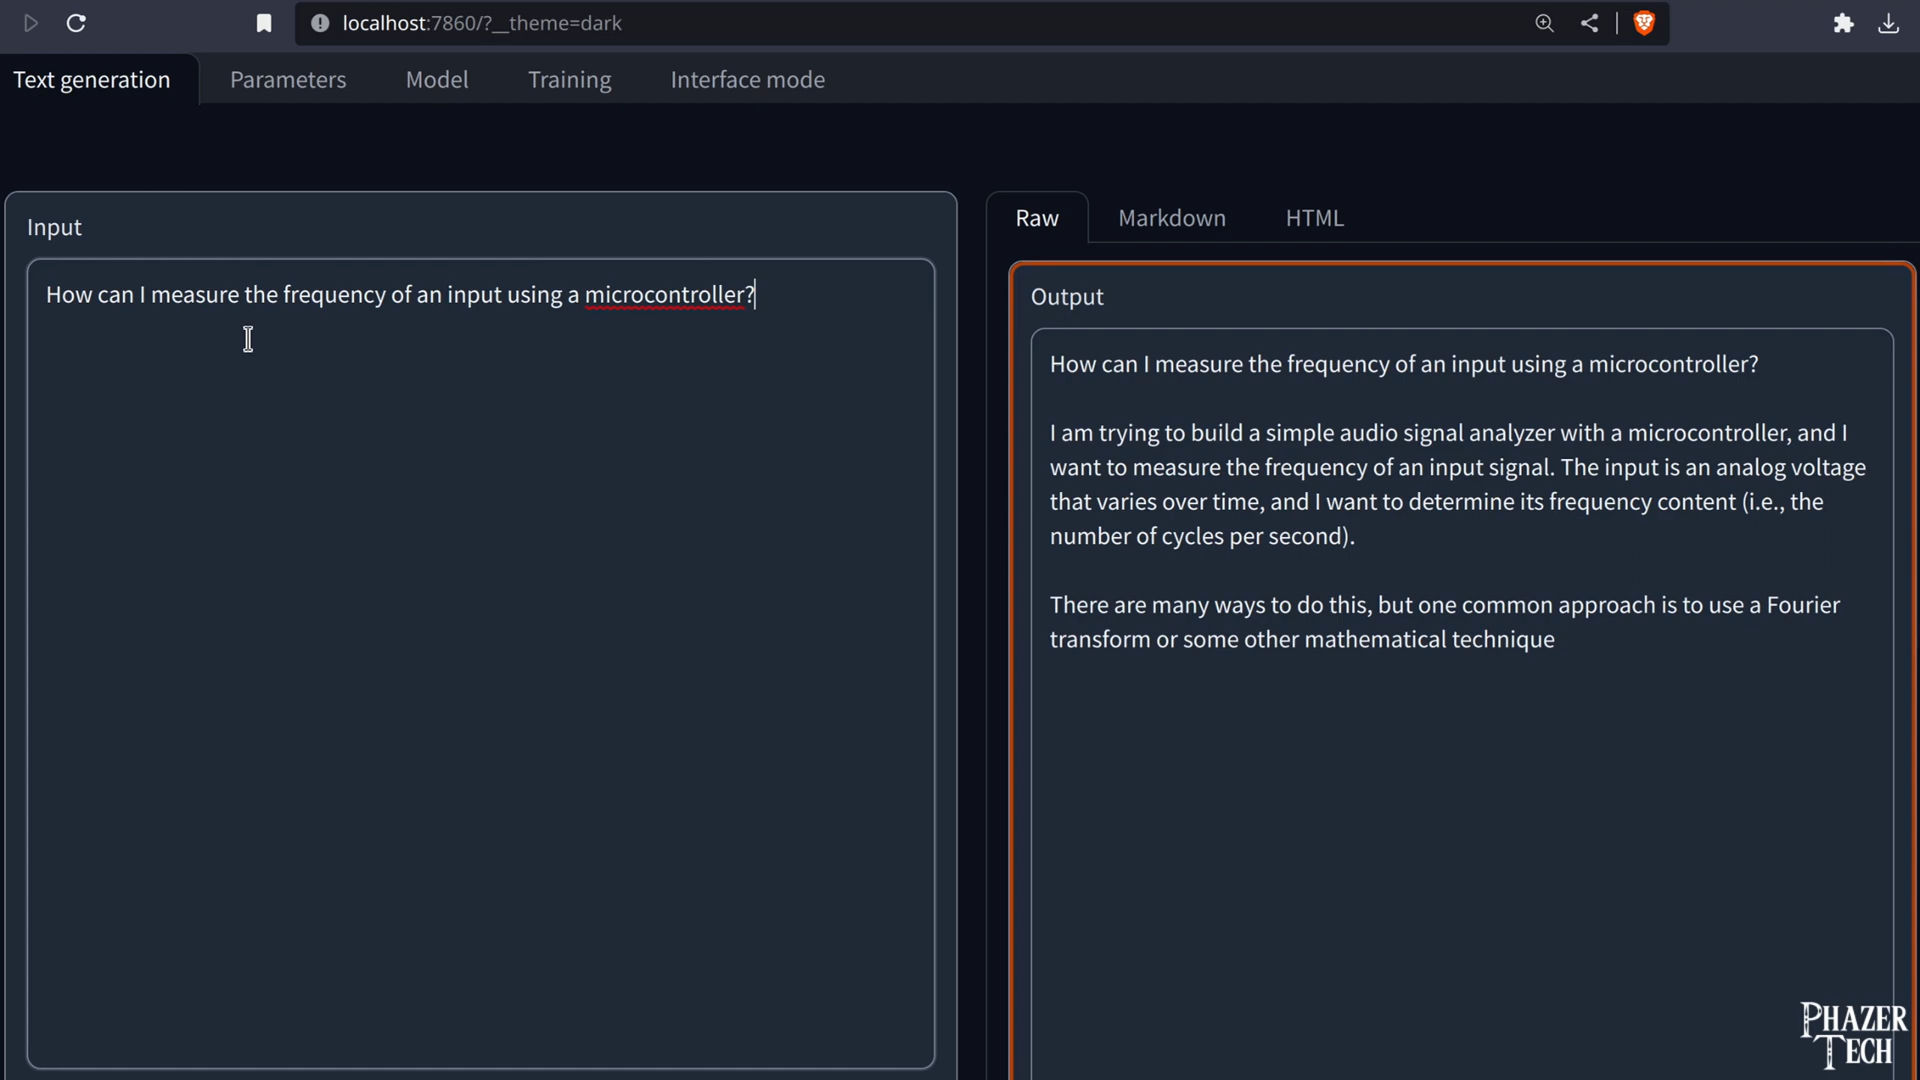 localhost:7860/?__theme=dark
Text generation
Parameters
Model
Training
Interface mode
Input
How can I measure the frequency of an input using a microcontroller?
Raw
Markdown
HTML
Output
How can I measure the frequency of an input using a microcontroller?
I am trying to build a simple audio signal analyzer with a microcontroller, and I
want to measure the frequency of an input signal. The input is an analog voltage
that varies over time, and I want to determine its frequency content (i.e., the
number of cycles per second).
There are many ways to do this, but one common approach is to use a Fourier
transform or some other mathematical technique
PHAZER
TECH